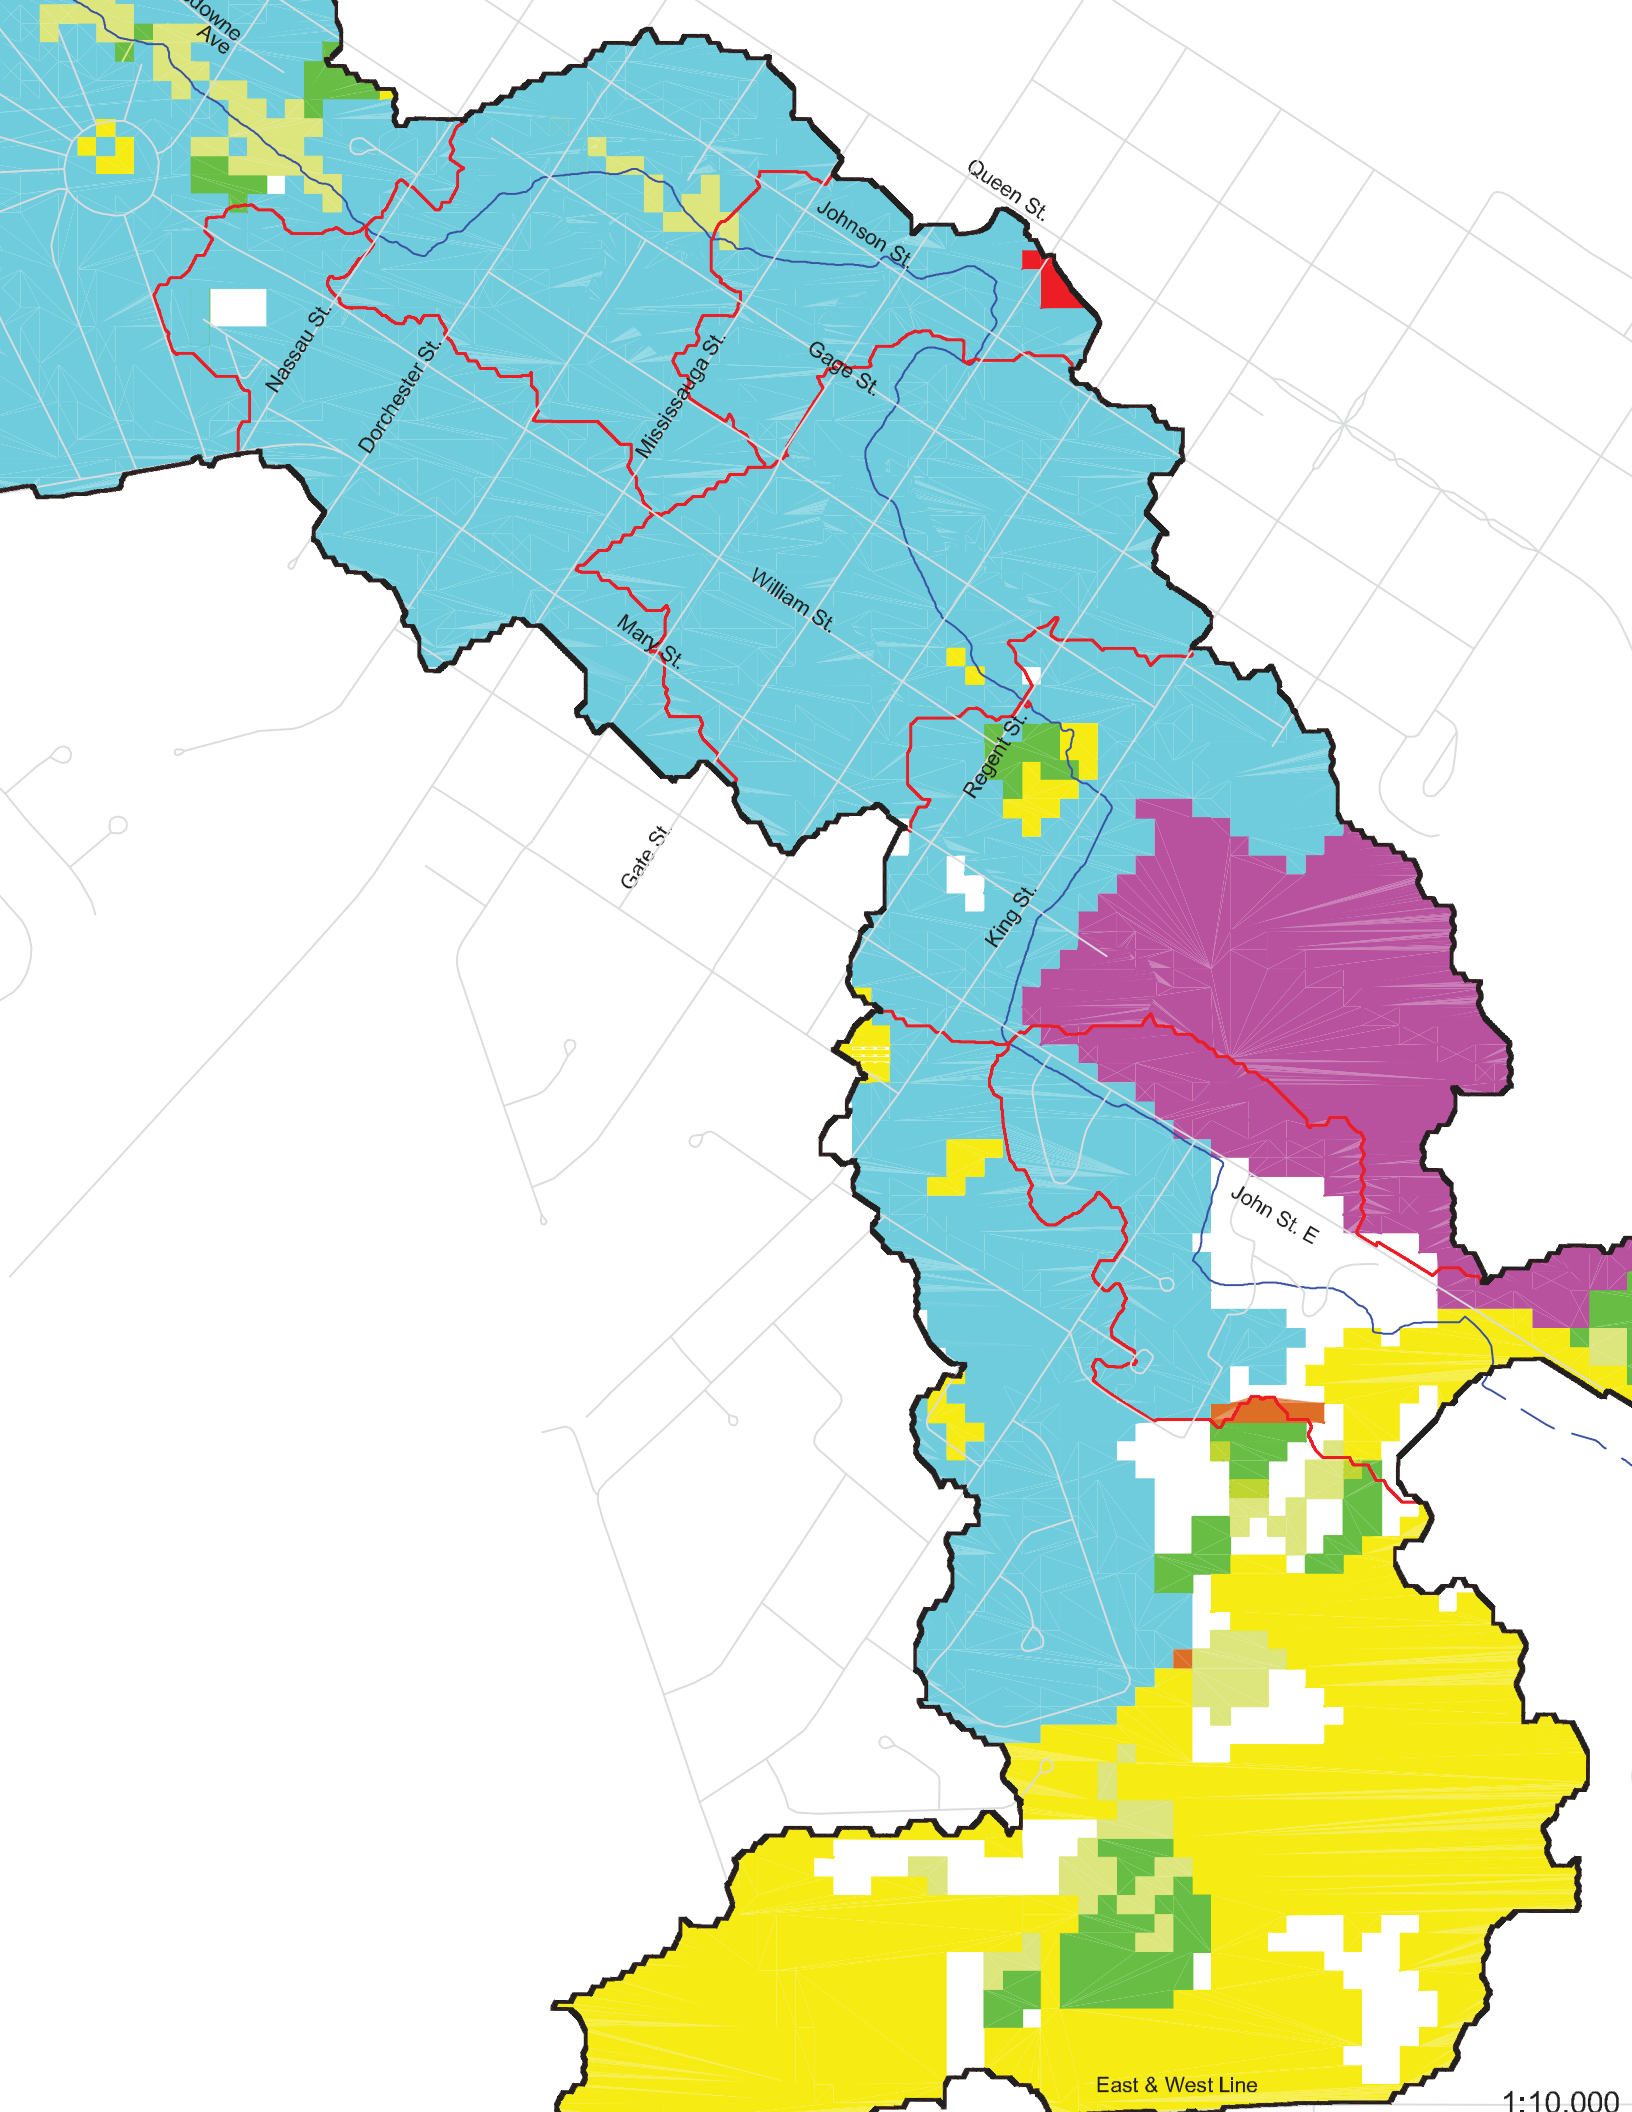 Ave
Queen St.
Johnson St.
Nassau St.
Dorchester St.
Mississauga St.
Gage St.
William St.
Mary St.
Regent St.
Gate St.
King St.
John St. E
East & West Line
1:10,000